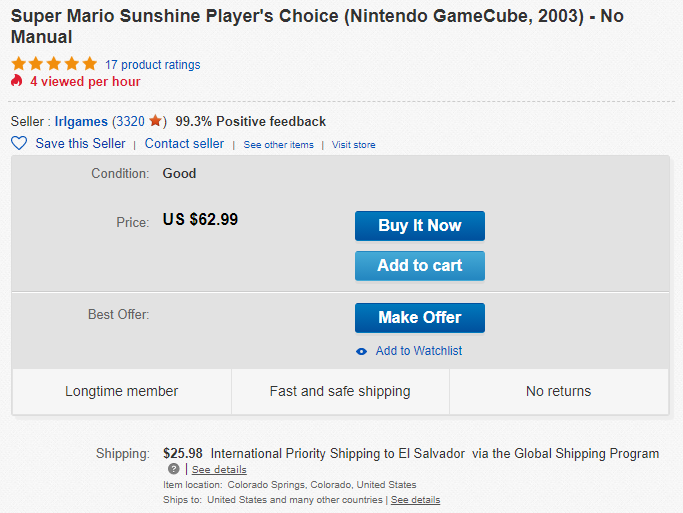 Super Mario Sunshine Player's Choice (Nintendo GameCube, 2003) - No
Manual
17 product ratings
4 viewed per hour
Seller : lrlgames (3320 ) 99.3% Positive feedback
Save this Seller | Contact seller | See other items | Visit store
Condition: Good
Price: US $62.99
Buy It Now
Add to cart
Best Offer:
Make Offer
Add to Watchlist
Longtime member
Fast and safe shipping
No returns
Shipping: $25.98 International Priority Shipping to El Salvador via the Global Shipping Program
? | See details
Item location: Colorado Springs, Colorado, United States
Ships to: United States and many other countries | See details